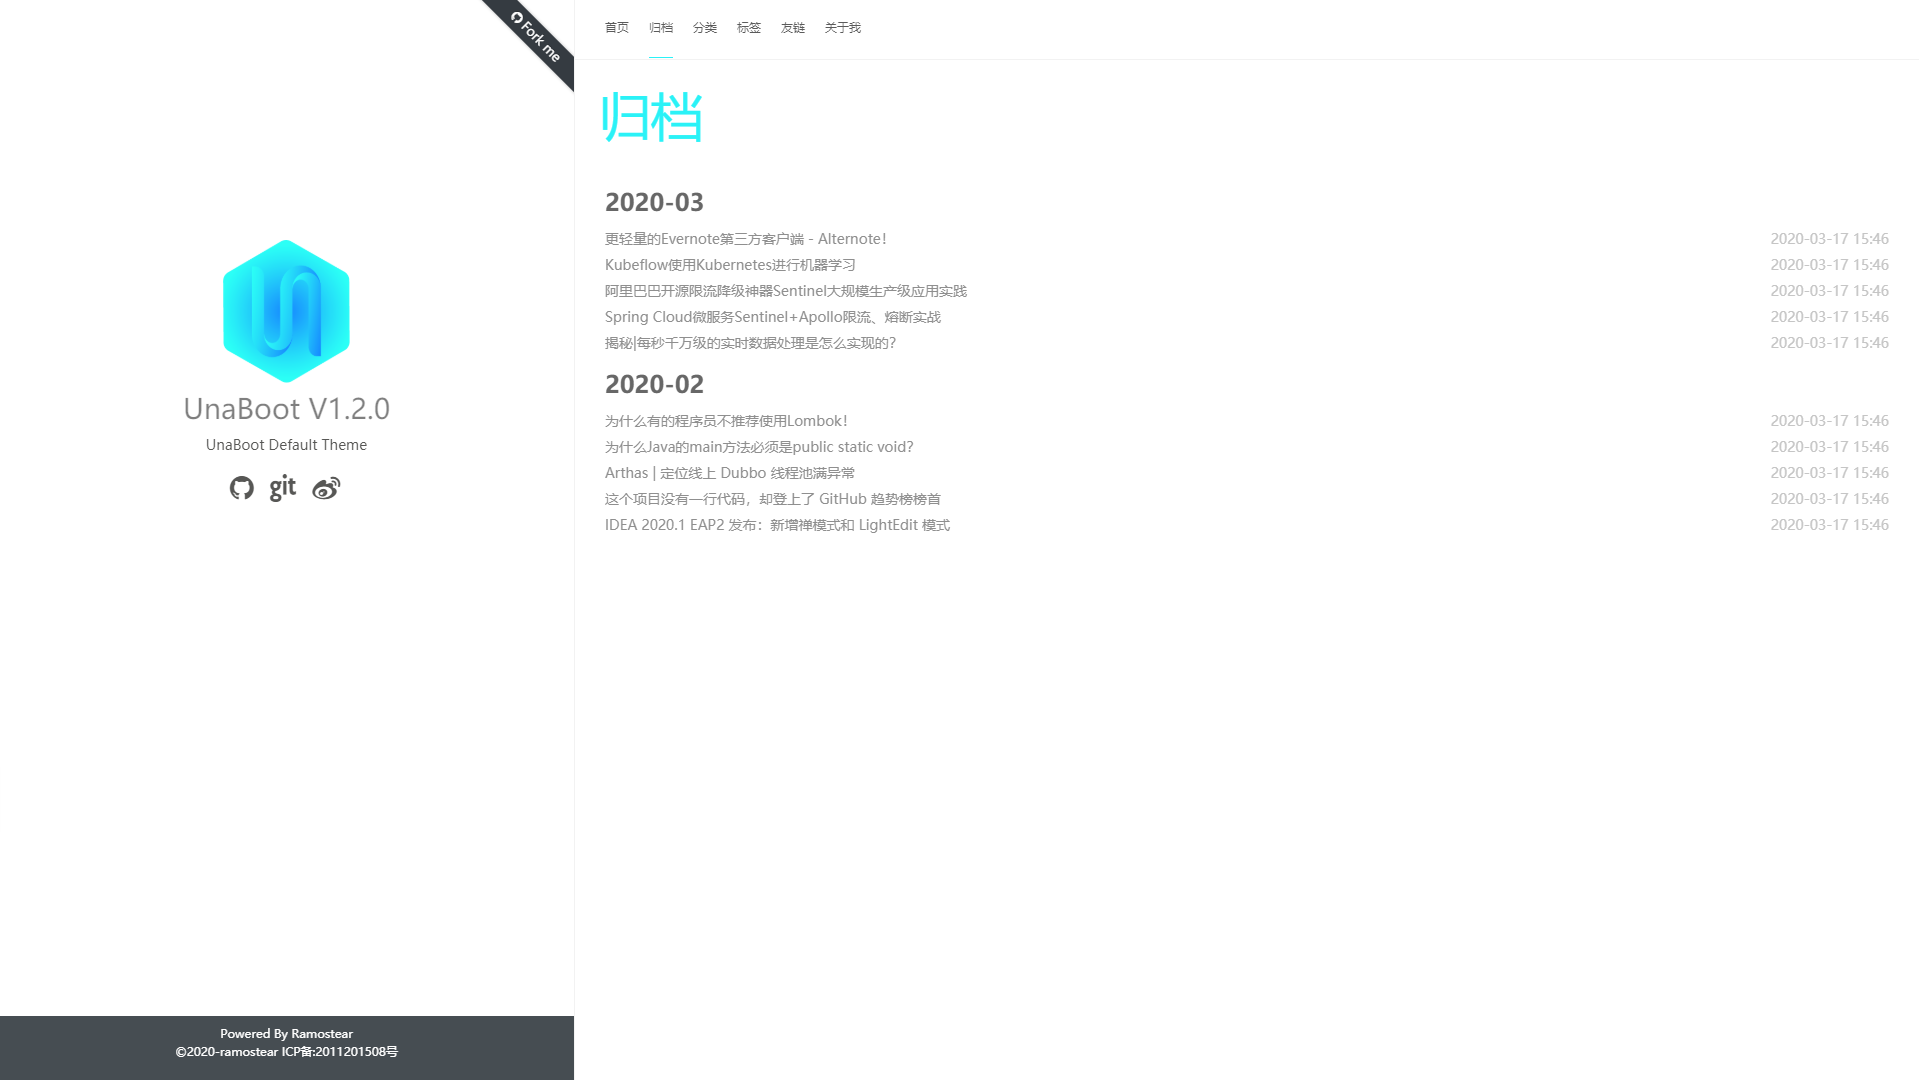 Fork me
UnaBoot V1.2.0
UnaBoot Default Theme
git
Powered By Ramostear
©2020-ramostear ICP备:2011201508号
首页 归档 分类 标签 友链 关于我
归档
2020-03
更轻量的Evernote第三方客户端 - Alternote! 2020-03-17 15:46
Kubeflow使用Kubernetes进行机器学习 2020-03-17 15:46
阿里巴巴开源限流降级神器Sentinel大规模生产级应用实践 2020-03-17 15:46
Spring Cloud微服务Sentinel+Apollo限流、熔断实战 2020-03-17 15:46
揭秘|每秒千万级的实时数据处理是怎么实现的？ 2020-03-17 15:46
2020-02
为什么有的程序员不推荐使用Lombok! 2020-03-17 15:46
为什么Java的main方法必须是public static void? 2020-03-17 15:46
Arthas | 定位线上 Dubbo 线程池满异常 2020-03-17 15:46
这个项目没有一行代码，却登上了 GitHub 趋势榜榜首 2020-03-17 15:46
IDEA 2020.1 EAP2 发布：新增禅模式和 LightEdit 模式 2020-03-17 15:46